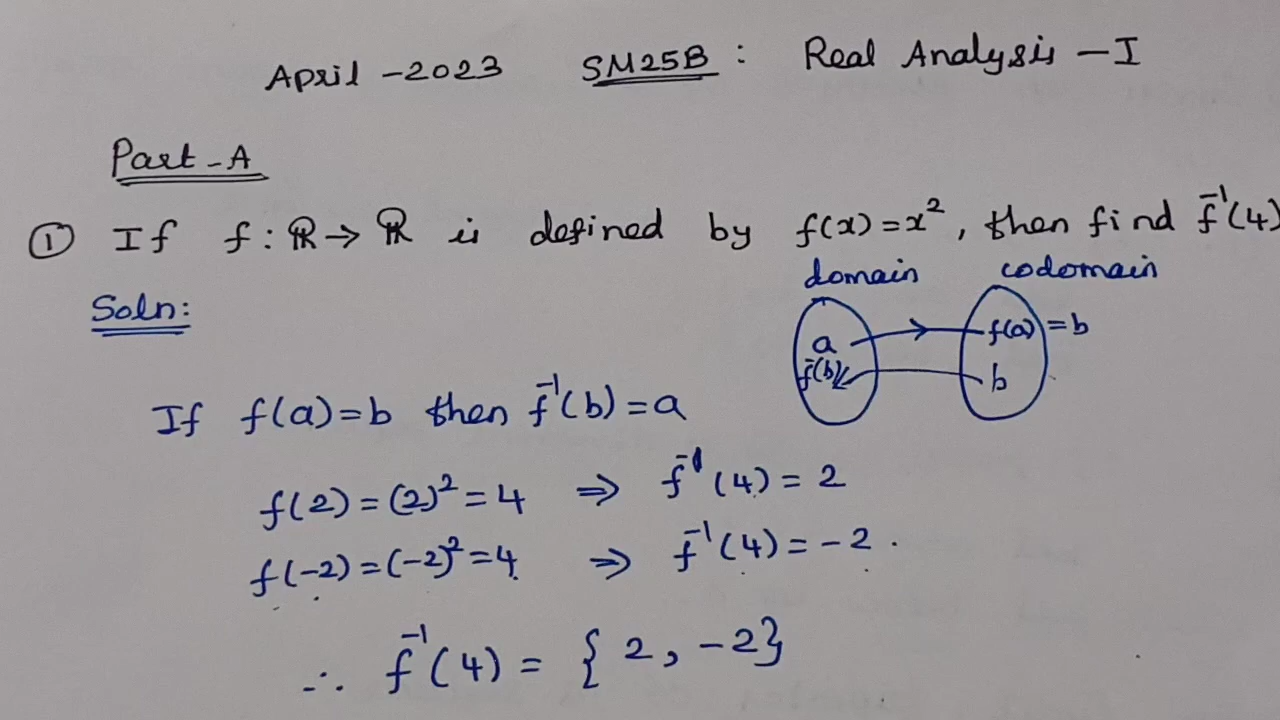 April - 2023 SM25B : Real Analysis - I
Part - A
① If f : ℝ → ℝ is defined by f(x) = x², then find f⁻¹(4)
domain codomain
Soln:
a f(a) = b
f⁻¹(b) b
If f(a) = b then f⁻¹(b) = a
f(2) = (2)² = 4 ⇒ f⁻¹(4) = 2
f(-2) = (-2)² = 4 ⇒ f⁻¹(4) = -2.
∴ f⁻¹(4) = {2, -2}